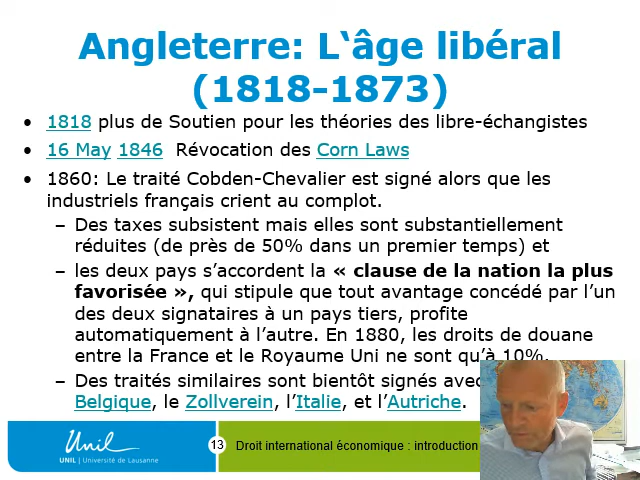 Angleterre: L‘âge libéral
(1818-1873)
• 1818 plus de Soutien pour les théories des libre-échangistes
• 16 May 1846 Révocation des Corn Laws
• 1860: Le traité Cobden-Chevalier est signé alors que les
industriels français crient au complot.
– Des taxes subsistent mais elles sont substantiellement
réduites (de près de 50% dans un premier temps) et
– les deux pays s’accordent la « clause de la nation la plus
favorisée », qui stipule que tout avantage concédé par l’un
des deux signataires à un pays tiers, profite
automatiquement à l’autre. En 1880, les droits de douane
entre la France et le Royaume Uni ne sont qu’à 10%.
– Des traités similaires sont bientôt signés avec
Belgique, le Zollverein, l’Italie, et l’Autriche.
Unil
UNIL | Université de Lausanne
13
Droit international économique : introduction